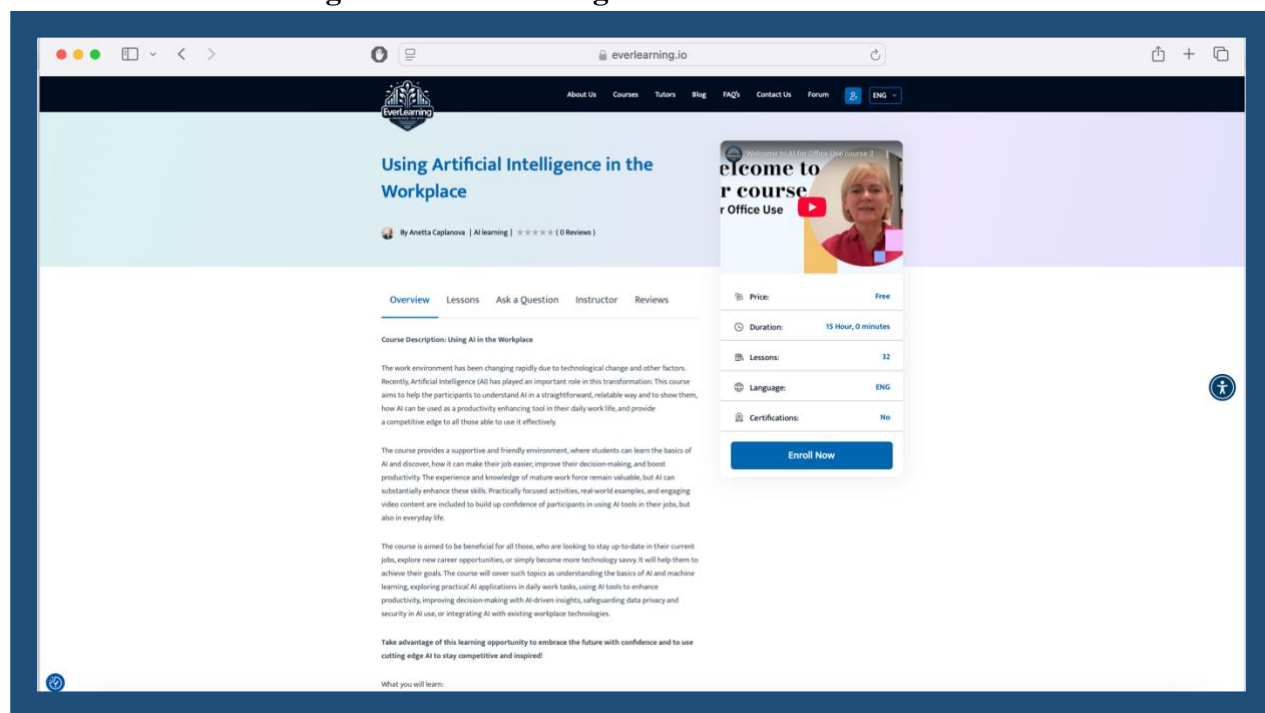 everlearning.io
EverLearning
About Us Courses Tutors Blog FAQ's Contact Us Forum ENG
Using Artificial Intelligence in the
Workplace
By Anetta Caplanova | AI learning | ( 0 Reviews )
Welcome to AI for Office Use course 2
elcome to
r course
r Office Use
Price: Free
Duration: 15 Hour, 0 minutes
Lessons: 32
Language: ENG
Certifications: No
Enroll Now
Overview Lessons Ask a Question Instructor Reviews
Course Description: Using AI in the Workplace
The work environment has been changing rapidly due to technological change and other factors.
Recently, Artificial Intelligence (AI) has played an important role in this transformation. This course
aims to help the participants to understand AI in a straightforward, relatable way and to show them,
how AI can be used as a productivity enhancing tool in their daily work life, and provide
a competitive edge to all those able to use it effectively.
The course provides a supportive and friendly environment, where students can learn the basics of
AI and discover, how it can make their job easier, improve their decision-making, and boost
productivity. The experience and knowledge of mature work force remain valuable, but AI can
substantially enhance these skills. Practically focused activities, real-world examples, and engaging
video content are included to build up confidence of participants in using AI tools in their jobs, but
also in everyday life.
The course is aimed to be beneficial for all those, who are looking to stay up-to-date in their current
jobs, explore new career opportunities, or simply become more technology savvy. It will help them to
achieve their goals. The course will cover such topics as understanding the basics of AI and machine
learning, exploring practical AI applications in daily work tasks, using AI tools to enhance
productivity, improving decision-making with AI-driven insights, safeguarding data privacy and
security in AI use, or integrating AI with existing workplace technologies.
Take advantage of this learning opportunity to embrace the future with confidence and to use
cutting edge AI to stay competitive and inspired!
What you will learn: